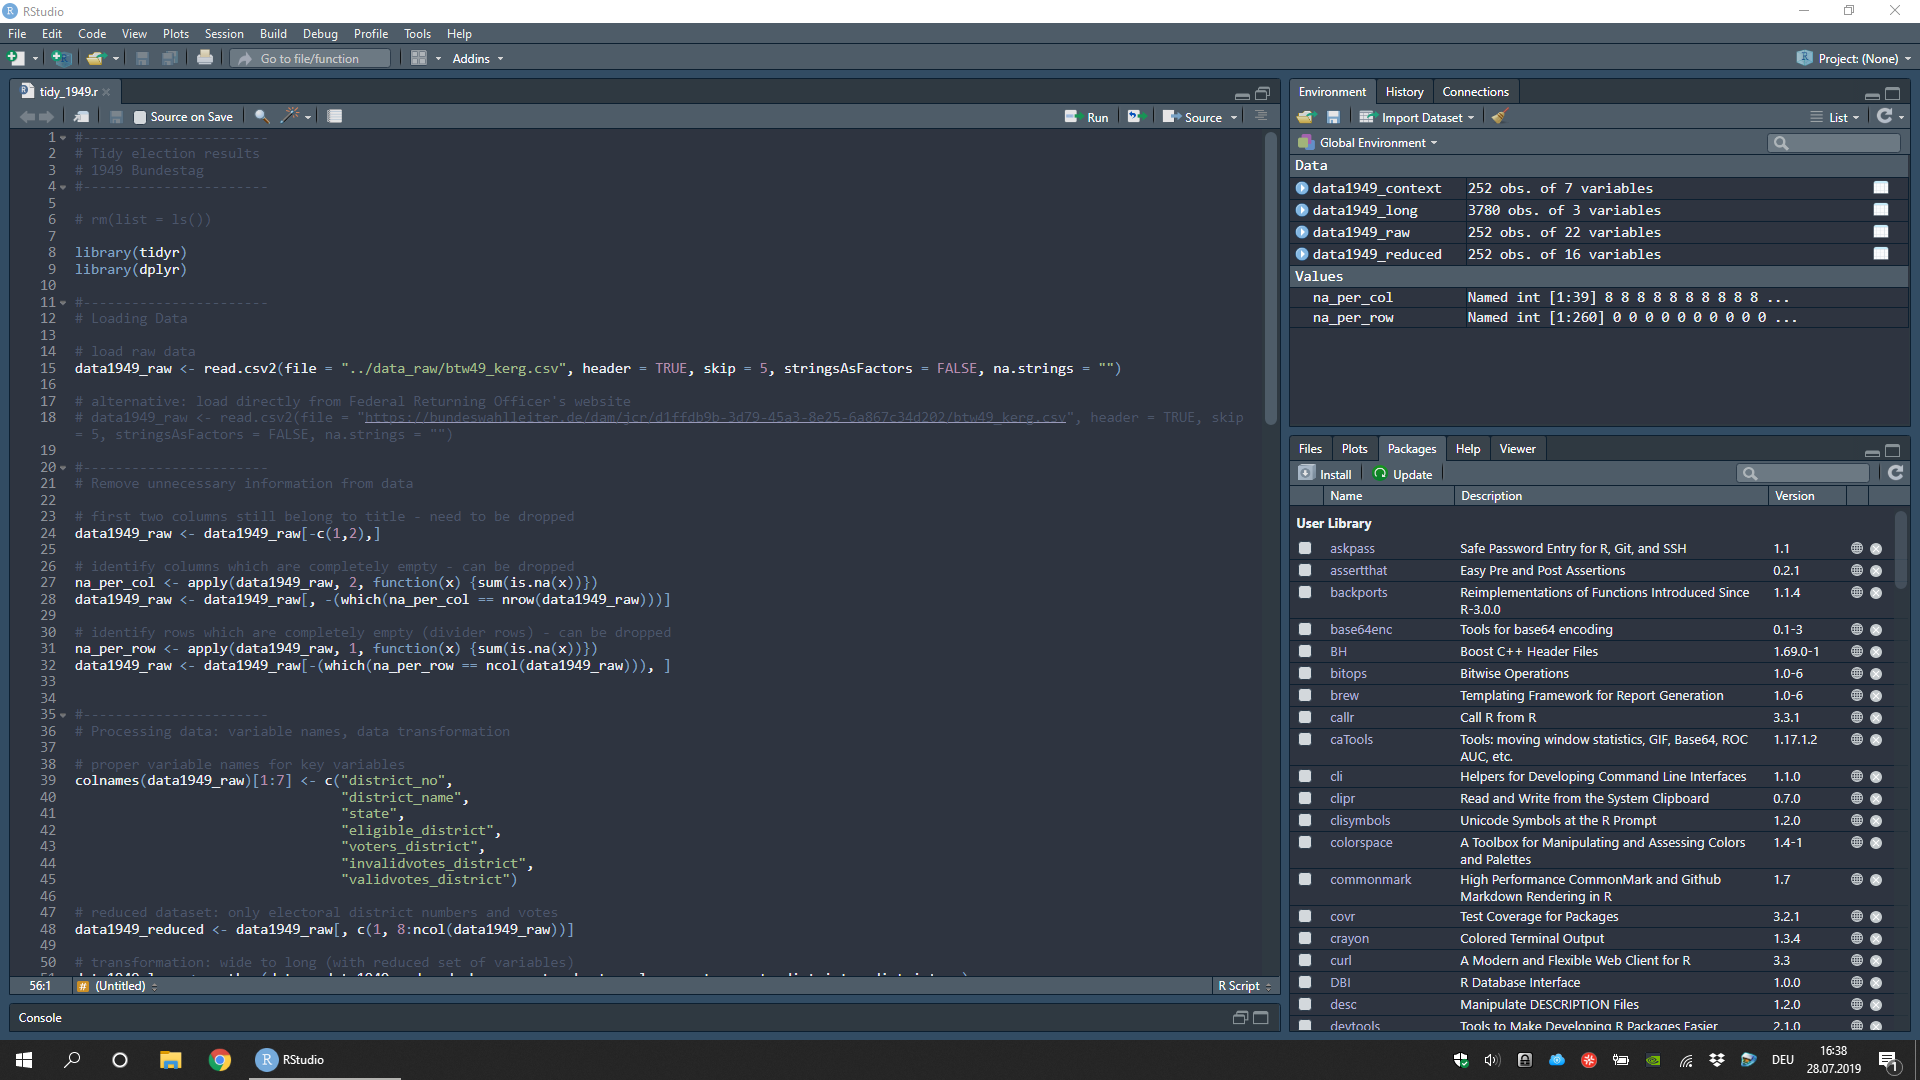 RStudio
File Edit Code View Plots Session Build Debug Profile Tools Help
Go to file/function Addins Project: (None)
tidy_1949.r
Source on Save Run Source
1 #-----------------------
2 # Tidy election results
3 # 1949 Bundestag
4 #-----------------------
5
6 # rm(list = ls())
7
8 library(tidyr)
9 library(dplyr)
10
11 #-----------------------
12 # Loading Data
13
14 # load raw data
15 data1949_raw <- read.csv2(file = "../data_raw/btw49_kerg.csv", header = TRUE, skip = 5, stringsAsFactors = FALSE, na.strings = "")
16
17 # alternative: load directly from Federal Returning Officer's website
18 # data1949_raw <- read.csv2(file = "https://bundeswahlleiter.de/dam/jcr/d1ffdb9b-3d79-45a3-8e25-6a867c34d202/btw49_kerg.csv", header = TRUE, skip
= 5, stringsAsFactors = FALSE, na.strings = "")
19
20 #-----------------------
21 # Remove unnecessary information from data
22
23 # first two columns still belong to title - need to be dropped
24 data1949_raw <- data1949_raw[-c(1,2),]
25
26 # identify columns which are completely empty - can be dropped
27 na_per_col <- apply(data1949_raw, 2, function(x) {sum(is.na(x))})
28 data1949_raw <- data1949_raw[, -(which(na_per_col == nrow(data1949_raw)))]
29
30 # identify rows which are completely empty (divider rows) - can be dropped
31 na_per_row <- apply(data1949_raw, 1, function(x) {sum(is.na(x))})
32 data1949_raw <- data1949_raw[-(which(na_per_row == ncol(data1949_raw))), ]
33
34
35 #-----------------------
36 # Processing data: variable names, data transformation
37
38 # proper variable names for key variables
39 colnames(data1949_raw)[1:7] <- c("district_no",
40 "district_name",
41 "state",
42 "eligible_district",
43 "voters_district",
44 "invalidvotes_district",
45 "validvotes_district")
46
47 # reduced dataset: only electoral district numbers and votes
48 data1949_reduced <- data1949_raw[, c(1, 8:ncol(data1949_raw))]
49
50 # transformation: wide to long (with reduced set of variables)
56:1 # (Untitled) R Script
Console
Environment History Connections
Import Dataset List
Global Environment
Data
data1949_context 252 obs. of 7 variables
data1949_long 3780 obs. of 3 variables
data1949_raw 252 obs. of 22 variables
data1949_reduced 252 obs. of 16 variables
Values
na_per_col Named int [1:39] 8 8 8 8 8 8 8 8 8 8 ...
na_per_row Named int [1:260] 0 0 0 0 0 0 0 0 0 0 ...
Files Plots Packages Help Viewer
Install Update
Name Description Version
User Library
askpass Safe Password Entry for R, Git, and SSH 1.1
assertthat Easy Pre and Post Assertions 0.2.1
backports Reimplementations of Functions Introduced Since 1.1.4
R-3.0.0
base64enc Tools for base64 encoding 0.1-3
BH Boost C++ Header Files 1.69.0-1
bitops Bitwise Operations 1.0-6
brew Templating Framework for Report Generation 1.0-6
callr Call R from R 3.3.1
caTools Tools: moving window statistics, GIF, Base64, ROC 1.17.1.2
AUC, etc.
cli Helpers for Developing Command Line Interfaces 1.1.0
clipr Read and Write from the System Clipboard 0.7.0
clisymbols Unicode Symbols at the R Prompt 1.2.0
colorspace A Toolbox for Manipulating and Assessing Colors 1.4-1
and Palettes
commonmark High Performance CommonMark and Github 1.7
Markdown Rendering in R
covr Test Coverage for Packages 3.2.1
crayon Colored Terminal Output 1.3.4
curl A Modern and Flexible Web Client for R 3.3
DBI R Database Interface 1.0.0
desc Manipulate DESCRIPTION Files 1.2.0
devtools Tools to Make Developing R Packages Easier 2.1.0
RStudio DEU 16:38
28.07.2019 1